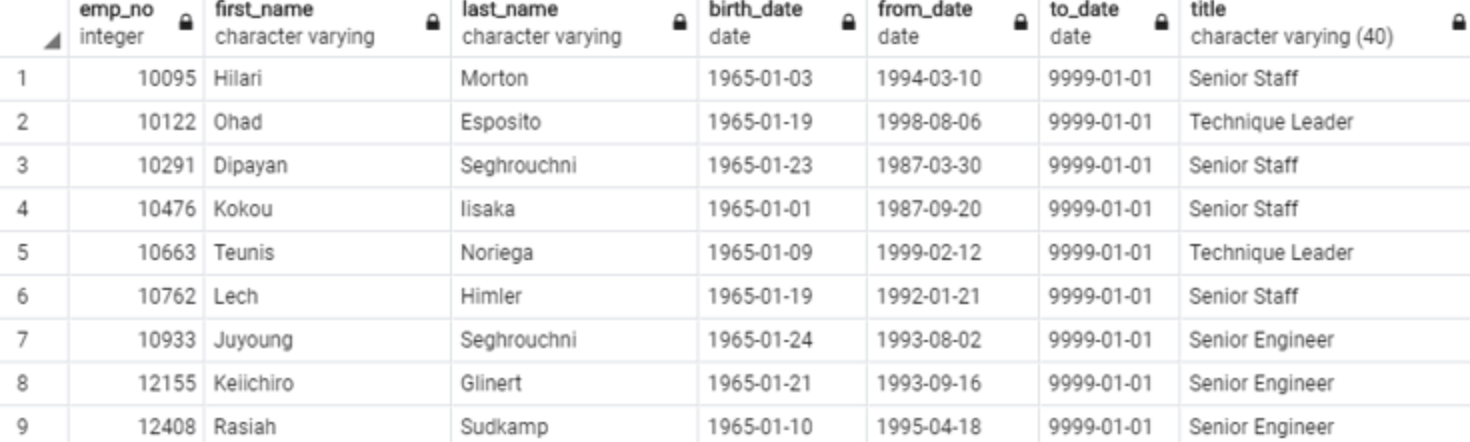 emp_no first_name last_name birth_date from_date to_date title
integer character varying character varying date date date character varying (40)
1 10095 Hilari Morton 1965-01-03 1994-03-10 9999-01-01 Senior Staff
2 10122 Ohad Esposito 1965-01-19 1998-08-06 9999-01-01 Technique Leader
3 10291 Dipayan Seghrouchni 1965-01-23 1987-03-30 9999-01-01 Senior Staff
4 10476 Kokou Iisaka 1965-01-01 1987-09-20 9999-01-01 Senior Staff
5 10663 Teunis Noriega 1965-01-09 1999-02-12 9999-01-01 Technique Leader
6 10762 Lech Himler 1965-01-19 1992-01-21 9999-01-01 Senior Staff
7 10933 Juyoung Seghrouchni 1965-01-24 1993-08-02 9999-01-01 Senior Engineer
8 12155 Keiichiro Glinert 1965-01-21 1993-09-16 9999-01-01 Senior Engineer
9 12408 Rasiah Sudkamp 1965-01-10 1995-04-18 9999-01-01 Senior Engineer